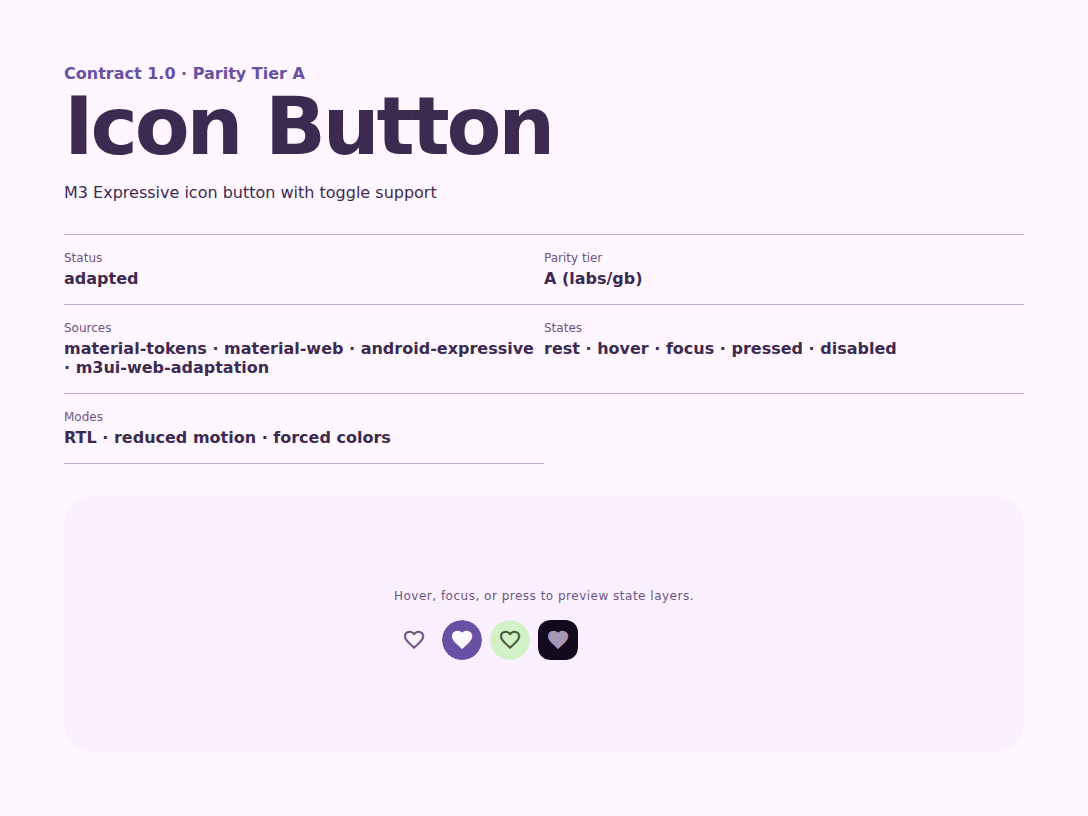 Contract 1.0 · Parity Tier A
Icon Button
M3 Expressive icon button with toggle support
Status
adapted
Parity tier
A (labs/gb)
Sources
material-tokens · material-web · android-expressive
· m3ui-web-adaptation
States
rest · hover · focus · pressed · disabled
Modes
RTL · reduced motion · forced colors
Hover, focus, or press to preview state layers.